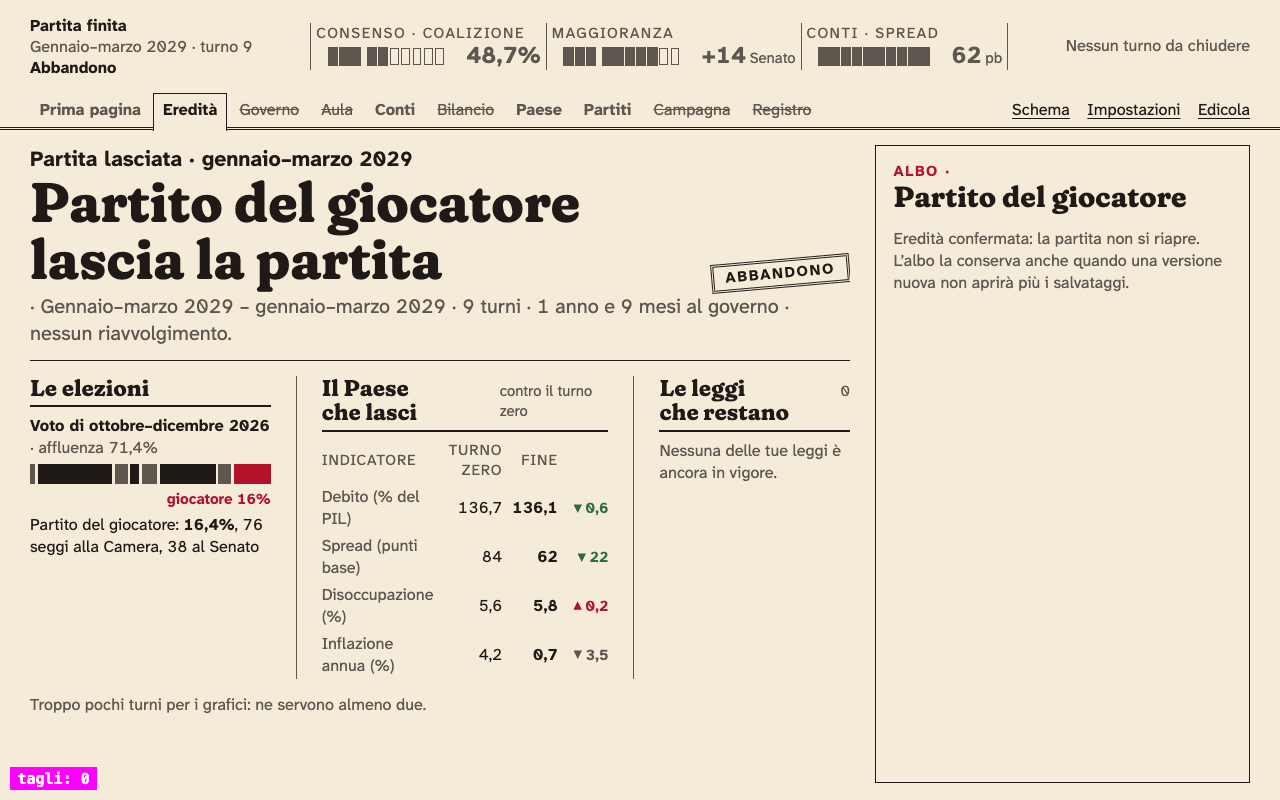 Partita finita
Gennaio–marzo 2029 · turno 9
Abbandono
CONSENSO · COALIZIONE
48,7%
MAGGIORANZA
+14 Senato
CONTI · SPREAD
62 pb
Nessun turno da chiudere
Prima pagina
Eredità
Governo
Aula
Conti
Bilancio
Paese
Partiti
Campagna
Registro
Schema
Impostazioni
Edicola
Partita lasciata · gennaio–marzo 2029
Partito del giocatore
lascia la partita
ABBANDONO
· Gennaio–marzo 2029 – gennaio–marzo 2029 · 9 turni · 1 anno e 9 mesi al governo ·
nessun riavvolgimento.
Le elezioni
Voto di ottobre–dicembre 2026
· affluenza 71,4%
giocatore 16%
Partito del giocatore: 16,4%, 76
seggi alla Camera, 38 al Senato
Il Paese
che lasci
contro il turno
zero
INDICATORE
TURNO
ZERO
FINE
Debito (% del
PIL)
136,7 136,1 ▼0,6
Spread (punti
base)
84 62 ▼22
Disoccupazione
(%)
5,6 5,8 ▲0,2
Inflazione
annua (%)
4,2 0,7 ▼3,5
Le leggi
che restano
0
Nessuna delle tue leggi è
ancora in vigore.
Troppo pochi turni per i grafici: ne servono almeno due.
ALBO ·
Partito del giocatore
Eredità confermata: la partita non si riapre.
L'albo la conserva anche quando una versione
nuova non aprirà più i salvataggi.
tagli: 0